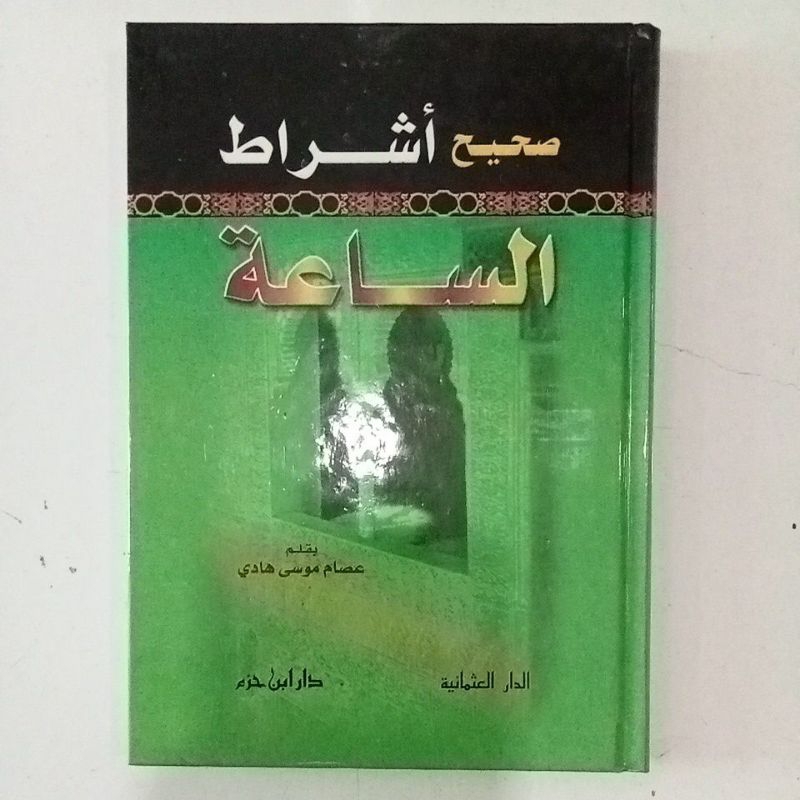 صحيح أشراط
الساعة
بقلم
عصام موسى هادي
الدار العثمانية
دار ابن حزم